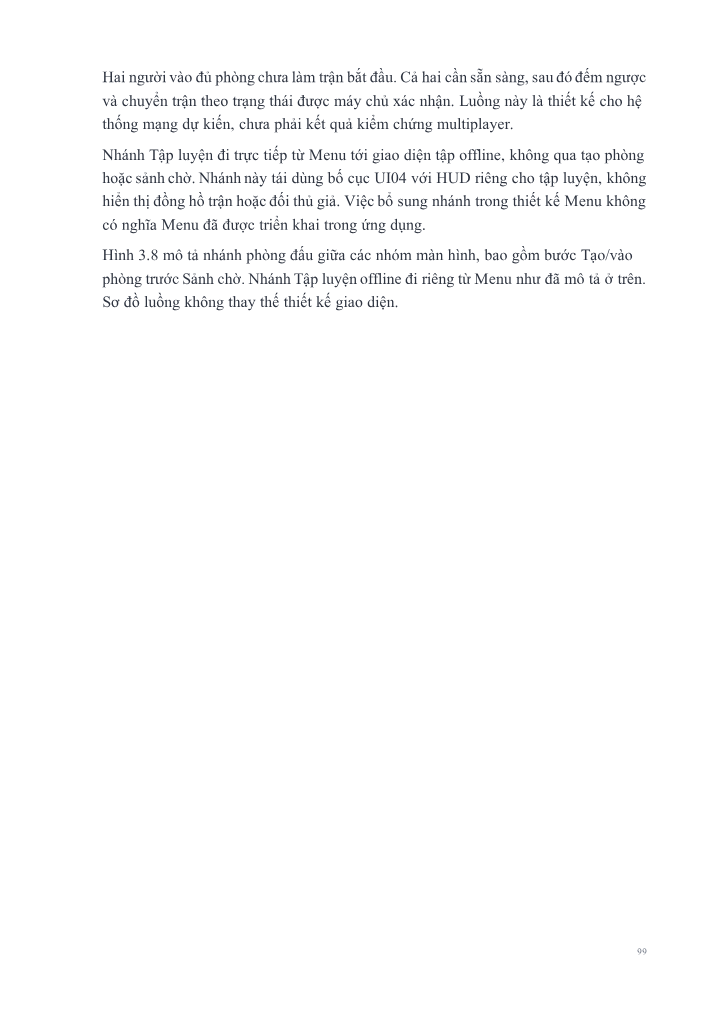 Hai người vào đủ phòng chưa làm trận bắt đầu. Cả hai cần sẵn sàng, sau đó đếm ngược
và chuyển trận theo trạng thái được máy chủ xác nhận. Luồng này là thiết kế cho hệ
thống mạng dự kiến, chưa phải kết quả kiểm chứng multiplayer.
Nhánh Tập luyện đi trực tiếp từ Menu tới giao diện tập offline, không qua tạo phòng
hoặc sảnh chờ. Nhánh này tái dùng bố cục UI04 với HUD riêng cho tập luyện, không
hiển thị đồng hồ trận hoặc đối thủ giả. Việc bổ sung nhánh trong thiết kế Menu không
có nghĩa Menu đã được triển khai trong ứng dụng.
Hình 3.8 mô tả nhánh phòng đấu giữa các nhóm màn hình, bao gồm bước Tạo/vào
phòng trước Sảnh chờ. Nhánh Tập luyện offline đi riêng từ Menu như đã mô tả ở trên.
Sơ đồ luồng không thay thế thiết kế giao diện.
99